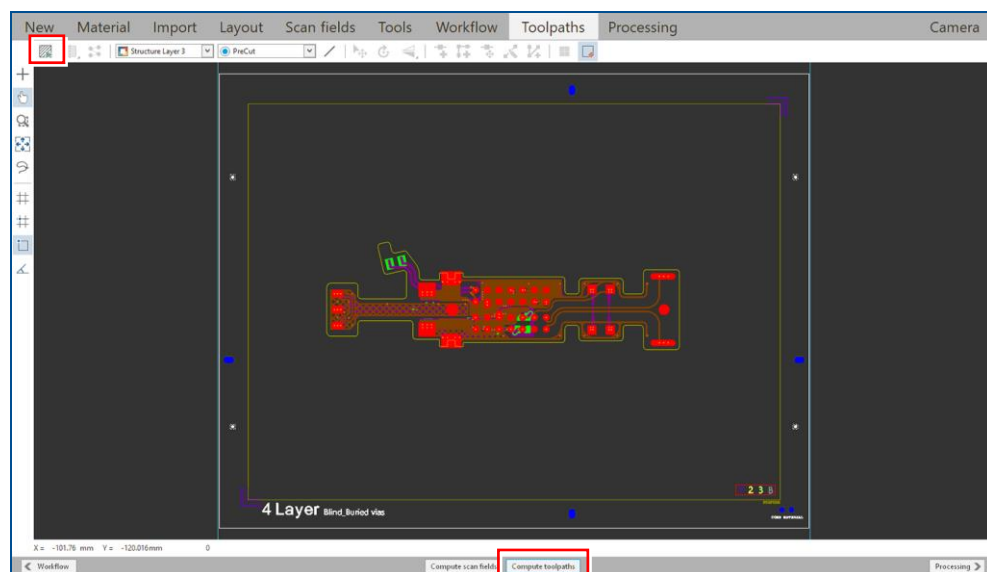 New Material Import Layout Scan fields Tools Workflow Toolpaths Processing Camera
Structure Layer 3 PreCut
2 3 B
4 Layer Blind_Buried vias
X = -101.76 mm Y = -120.016mm 0
Workflow Compute scan fields Compute toolpaths Processing